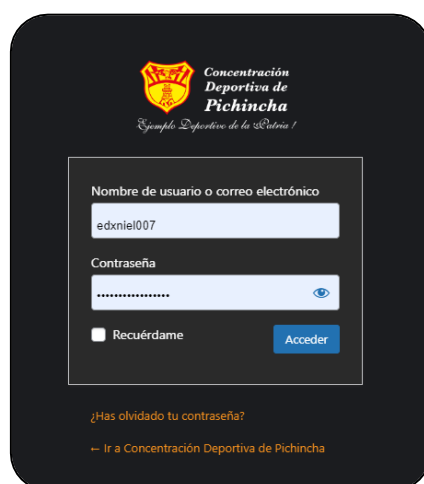 Concentración
Deportiva de
Pichincha
Ejemplo Deportivo de la Patria !
Nombre de usuario o correo electrónico
edxniel007
Contraseña
••••••••••••••••
Recuérdame
Acceder
¿Has olvidado tu contraseña?
← Ir a Concentración Deportiva de Pichincha